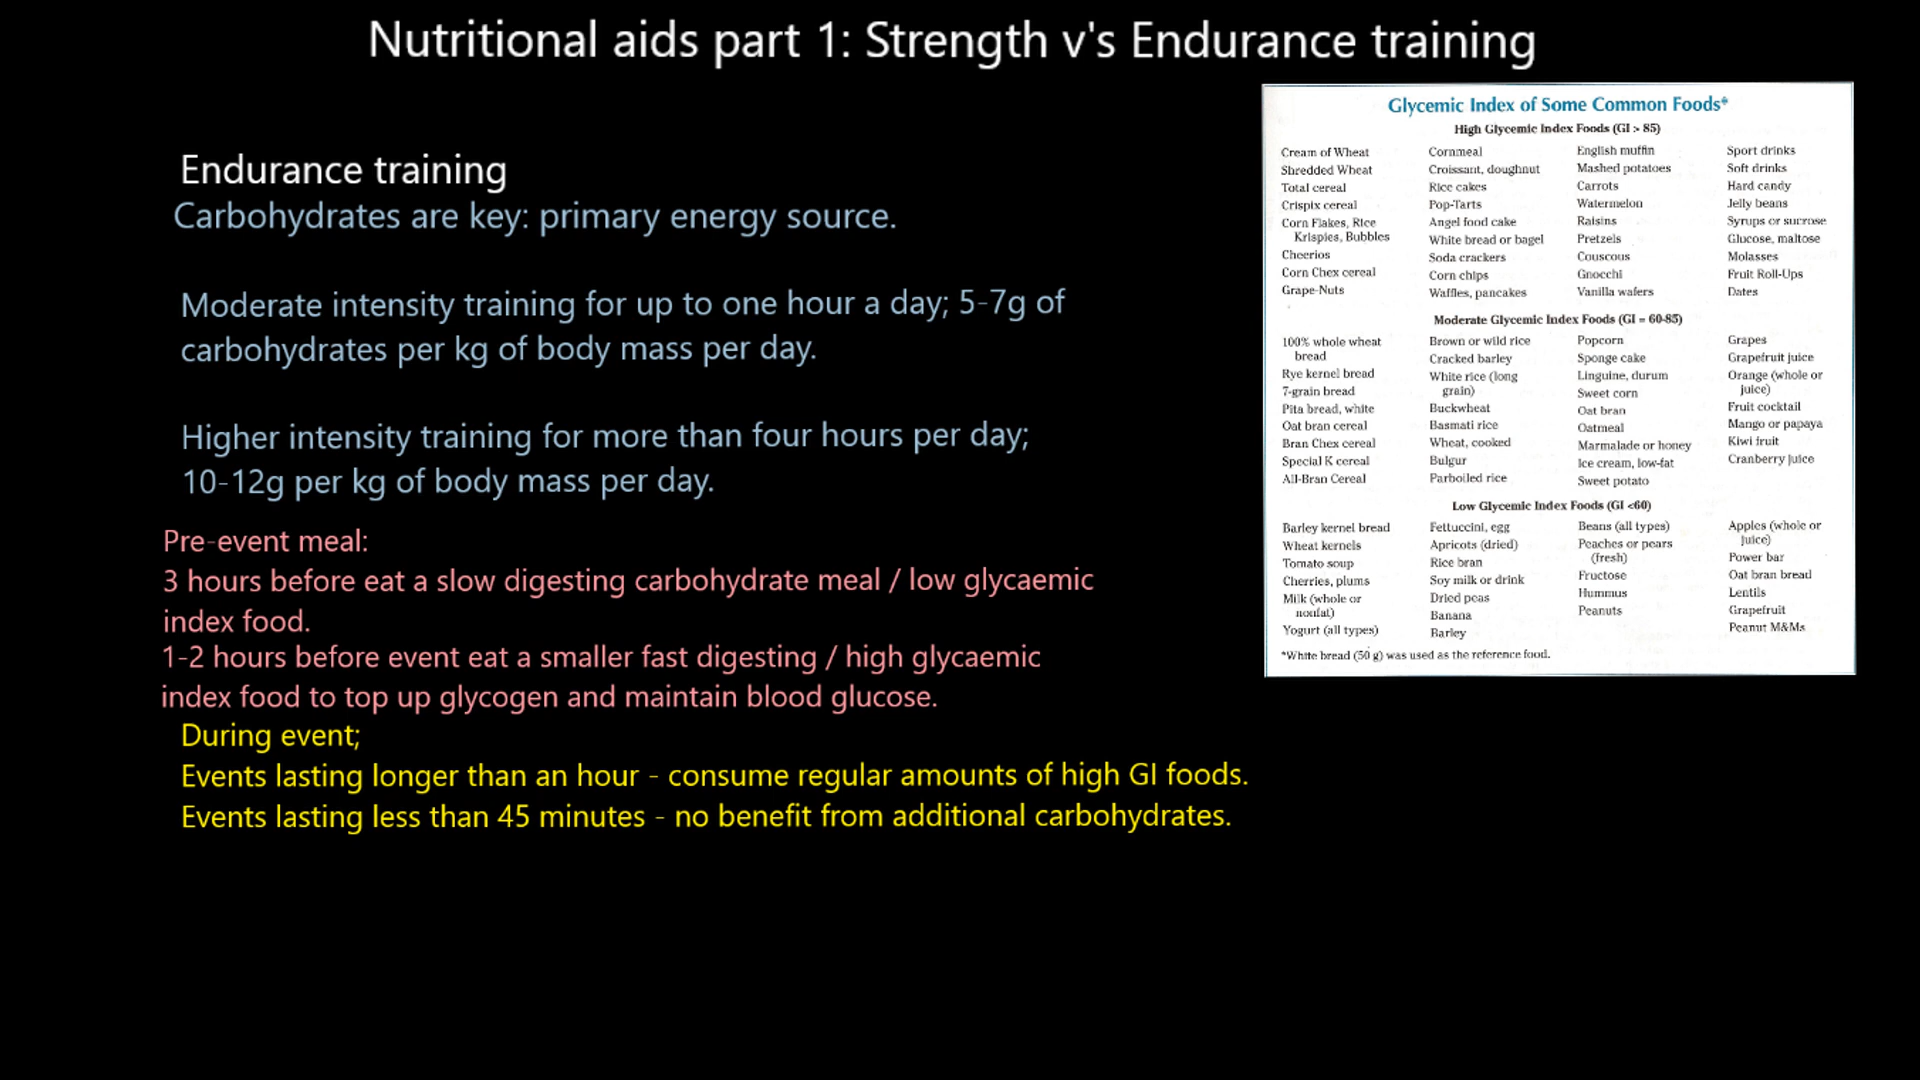 Nutritional aids part 1: Strength v's Endurance training
Endurance training
Carbohydrates are key: primary energy source.
Moderate intensity training for up to one hour a day; 5-7g of
carbohydrates per kg of body mass per day.
Higher intensity training for more than four hours per day;
10-12g per kg of body mass per day.
Pre-event meal:
3 hours before eat a slow digesting carbohydrate meal / low glycaemic
index food.
1-2 hours before event eat a smaller fast digesting / high glycaemic
index food to top up glycogen and maintain blood glucose.
During event;
Events lasting longer than an hour - consume regular amounts of high GI foods.
Events lasting less than 45 minutes - no benefit from additional carbohydrates.
Glycemic Index of Some Common Foods*
High Glycemic Index Foods (GI > 85)
Cream of Wheat
Shredded Wheat
Total cereal
Crispix cereal
Corn Flakes, Rice
Krispies, Bubbles
Cheerios
Corn Chex cereal
Grape-Nuts
Cornmeal
Croissant, doughnut
Rice cakes
Pop-Tarts
Angel food cake
White bread or bagel
Soda crackers
Corn chips
Waffles, pancakes
English muffin
Mashed potatoes
Carrots
Watermelon
Raisins
Pretzels
Couscous
Gnocchi
Vanilla wafers
Sport drinks
Soft drinks
Hard candy
Jelly beans
Syrups or sucrose
Glucose, maltose
Molasses
Fruit Roll-Ups
Dates
Moderate Glycemic Index Foods (GI = 60-85)
100% whole wheat
bread
Rye kernel bread
7-grain bread
Pita bread, white
Oat bran cereal
Bran Chex cereal
Special K cereal
All-Bran Cereal
Brown or wild rice
Cracked barley
White rice (long
grain)
Buckwheat
Basmati rice
Wheat, cooked
Bulgur
Parboiled rice
Popcorn
Sponge cake
Linguine, durum
Sweet corn
Oat bran
Oatmeal
Marmalade or honey
Ice cream, low-fat
Sweet potato
Grapes
Grapefruit juice
Orange (whole or
juice)
Fruit cocktail
Mango or papaya
Kiwi fruit
Cranberry juice
Low Glycemic Index Foods (GI <60)
Barley kernel bread
Wheat kernels
Tomato soup
Cherries, plums
Milk (whole or
nonfat)
Yogurt (all types)
Fettuccini, egg
Apricots (dried)
Rice bran
Soy milk or drink
Dried peas
Banana
Barley
Beans (all types)
Peaches or pears
(fresh)
Fructose
Hummus
Peanuts
Apples (whole or
juice)
Power bar
Oat bran bread
Lentils
Grapefruit
Peanut M&Ms
*White bread (50 g) was used as the reference food.